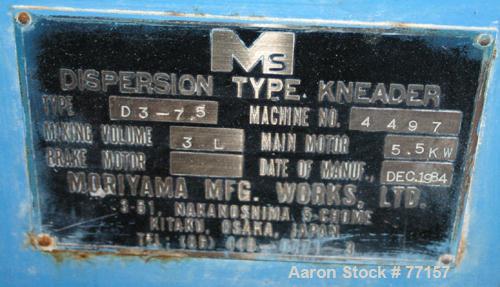 Ms
DISPERSION TYPE KNEADER
TYPE D3-7.5 MACHINE NO. 4497
MIXING VOLUME 3 L MAIN MOTOR 5.5KW
BRAKE MOTOR DATE OF MANUF., DEC.1984
MORIYAMA MFG. WORKS, LTD.
NAKANOSHIMA 5-CHOME
KITAKU, OSAKA, JAPAN
Aaron Stock # 77157